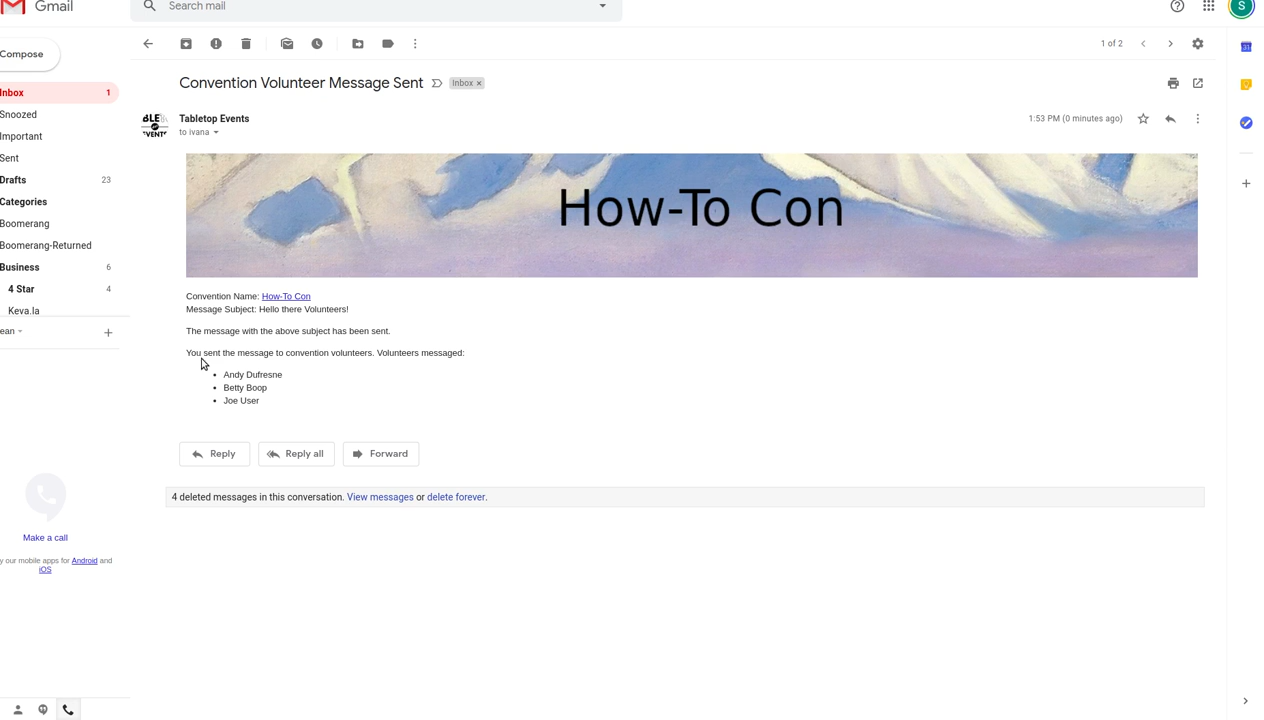 Gmail
Search mail
S
Compose
1 of 2
Inbox 1
Snoozed
Important
Sent
Drafts 23
Categories
Boomerang
Boomerang-Returned
Business 6
4 Star 4
Keva.la
ean
Make a call
y our mobile apps for Android and
iOS
Convention Volunteer Message Sent
Inbox x
Tabletop Events
1:53 PM (0 minutes ago)
to ivana
How-To Con
Convention Name: How-To Con
Message Subject: Hello there Volunteers!
The message with the above subject has been sent.
You sent the message to convention volunteers. Volunteers messaged:
• Andy Dufresne
• Betty Boop
• Joe User
Reply
Reply all
Forward
4 deleted messages in this conversation. View messages or delete forever.